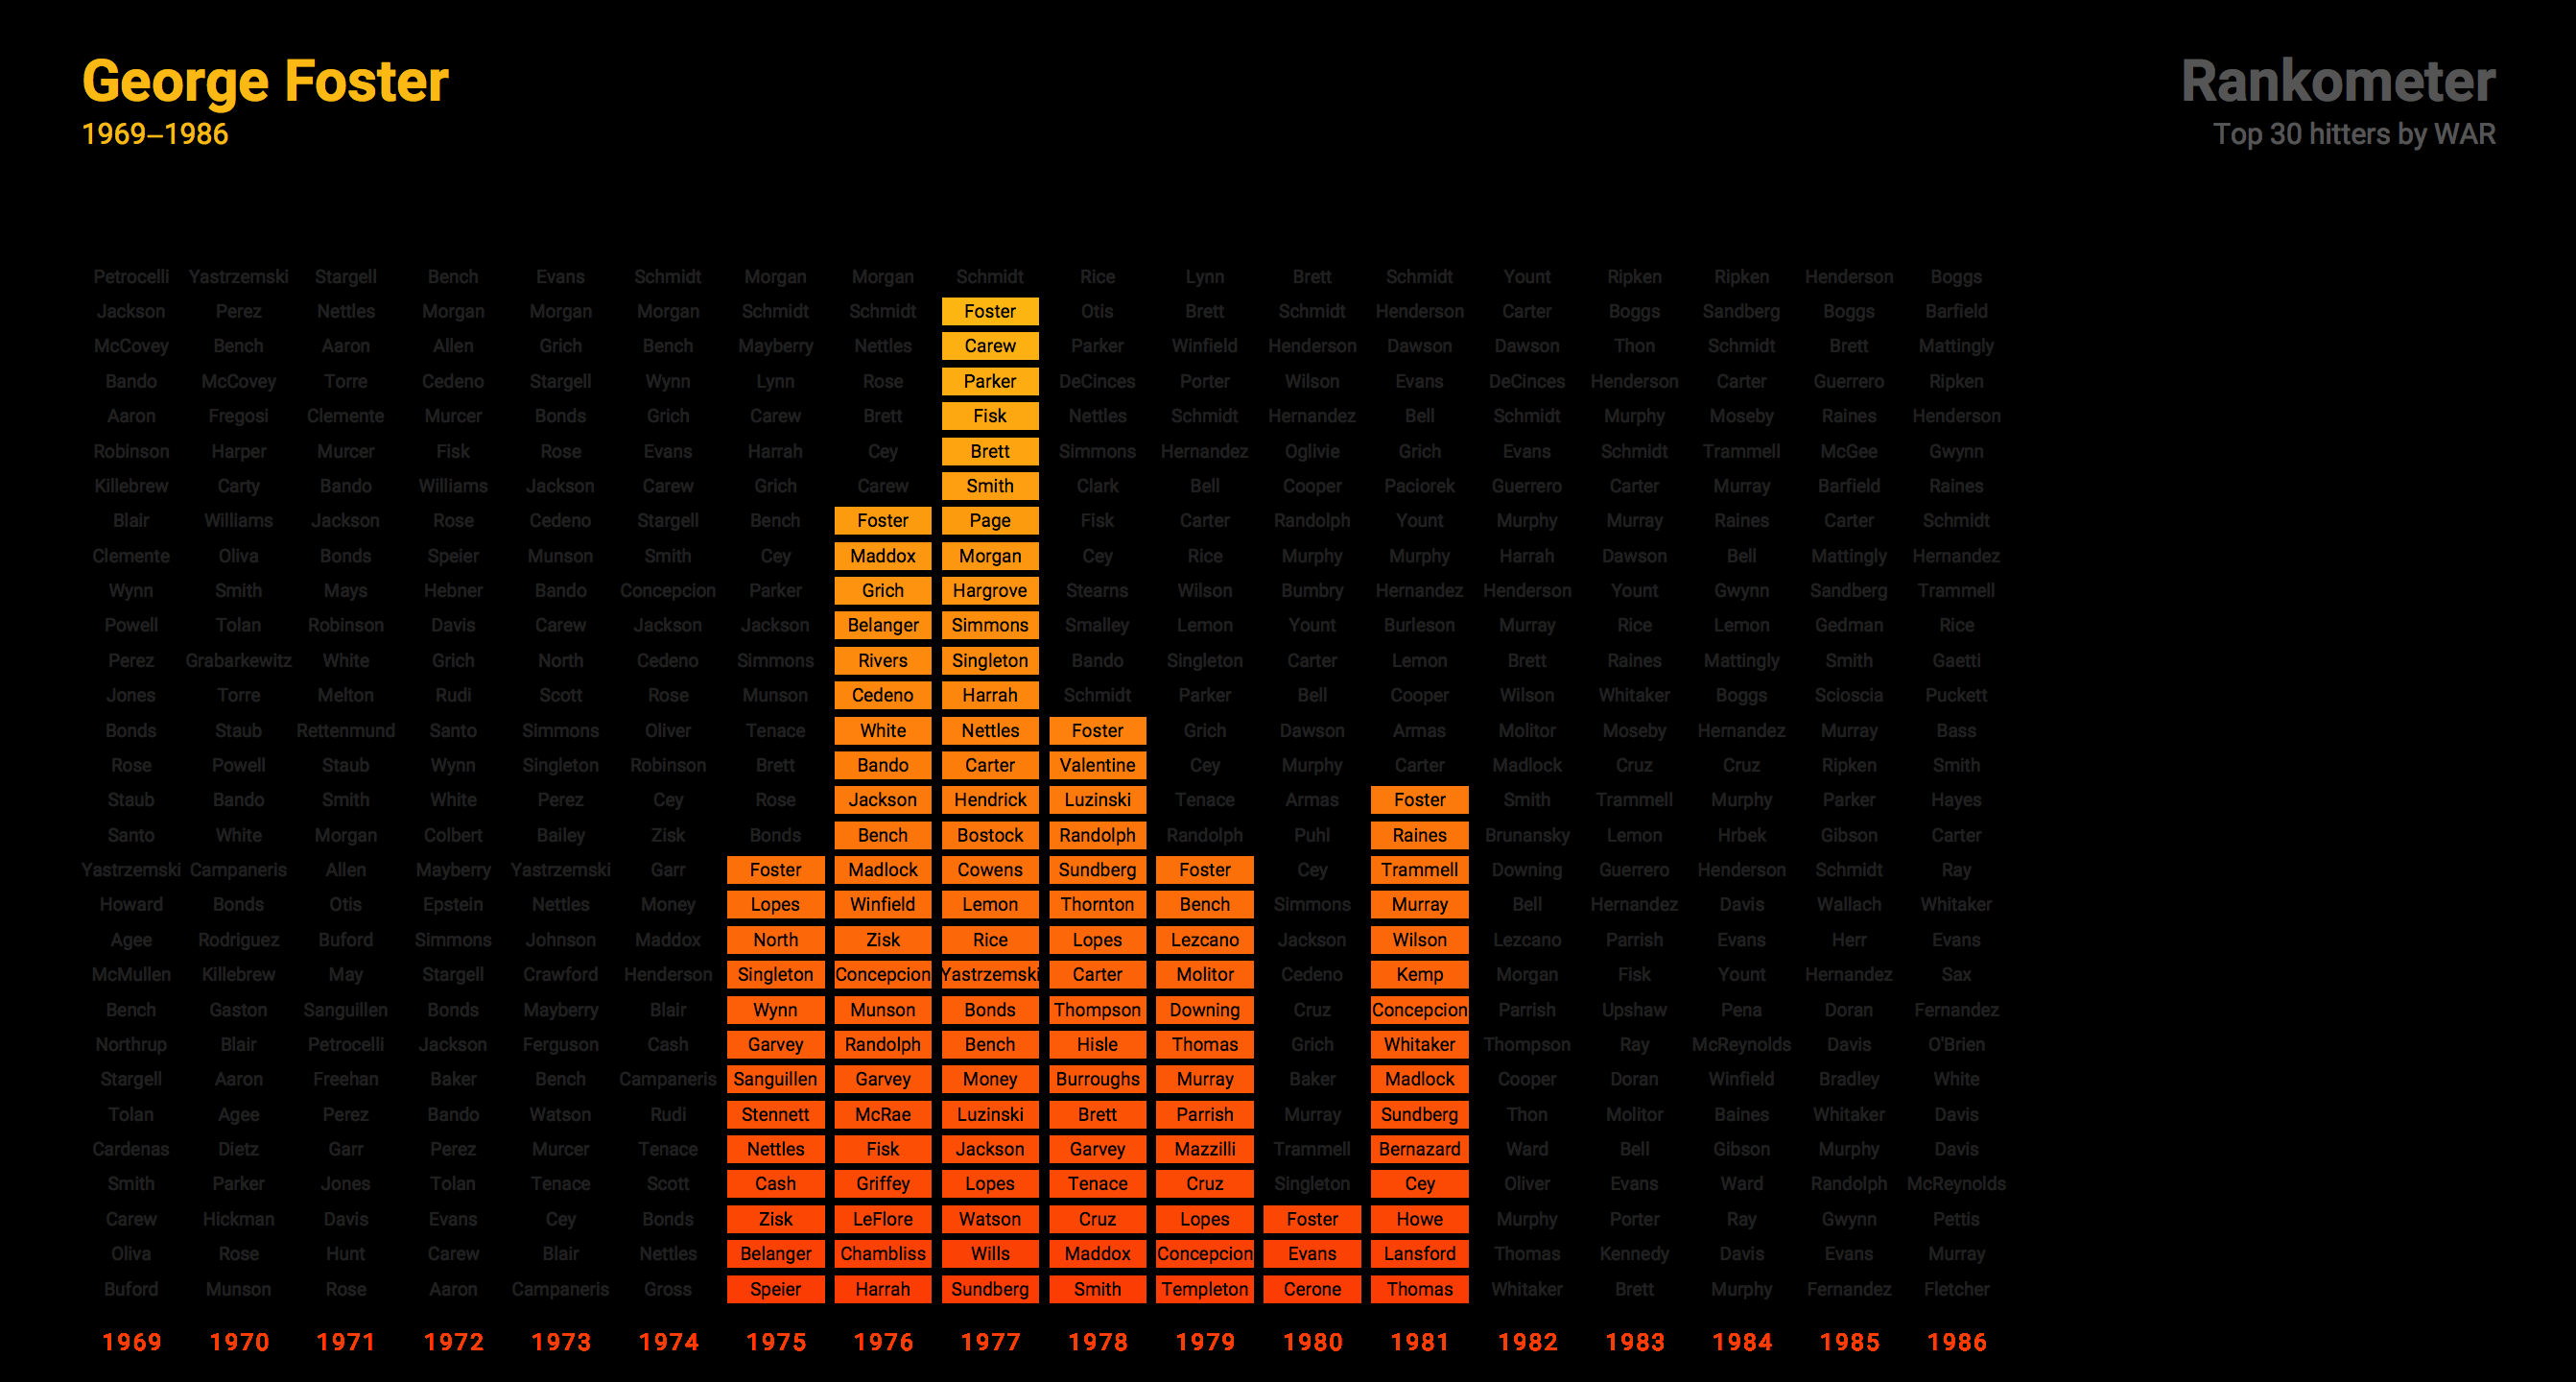 George Foster
Rankometer
1969–1986
Top 30 hitters by WAR
Petrocelli Yastrzemski Stargell Bench Evans Schmidt Morgan Morgan Schmidt Rice Lynn Brett Schmidt Yount Ripken Ripken Henderson Boggs
Jackson Perez Nettles Morgan Morgan Morgan Schmidt Schmidt Foster Otis Brett Schmidt Henderson Carter Boggs Sandberg Boggs Barfield
McCovey Bench Aaron Allen Grich Bench Mayberry Nettles Carew Parker Winfield Henderson Dawson Dawson Thon Schmidt Brett Mattingly
Bando McCovey Torre Cedeno Stargell Wynn Lynn Rose Parker DeCinces Porter Wilson Evans DeCinces Henderson Carter Guerrero Ripken
Aaron Fregosi Clemente Murcer Bonds Grich Carew Brett Fisk Nettles Schmidt Hernandez Bell Schmidt Murphy Moseby Raines Henderson
Robinson Harper Murcer Fisk Rose Evans Harrah Cey Brett Simmons Hernandez Oglivie Grich Evans Schmidt Trammell McGee Gwynn
Killebrew Carty Bando Williams Jackson Carew Grich Carew Smith Clark Bell Cooper Paciorek Guerrero Carter Murray Barfield Raines
Blair Williams Jackson Rose Cedeno Stargell Bench Foster Page Fisk Carter Randolph Yount Murphy Murray Raines Carter Schmidt
Clemente Oliva Bonds Speier Munson Smith Cey Maddox Morgan Cey Rice Murphy Murphy Harrah Dawson Bell Mattingly Hernandez
Wynn Smith Mays Hebner Bando Concepcion Parker Grich Hargrove Stearns Wilson Bumbry Hernandez Henderson Yount Gwynn Sandberg Trammell
Powell Tolan Robinson Davis Carew Jackson Jackson Belanger Simmons Smalley Lemon Yount Burleson Murray Rice Lemon Gedman Rice
Perez Grabarkewitz White Grich North Cedeno Simmons Rivers Singleton Bando Singleton Carter Lemon Brett Raines Mattingly Smith Gaetti
Jones Torre Melton Rudi Scott Rose Munson Cedeno Harrah Schmidt Parker Bell Cooper Wilson Whitaker Boggs Scioscia Puckett
Bonds Staub Rettenmund Santo Simmons Oliver Tenace White Nettles Foster Grich Dawson Armas Molitor Moseby Hernandez Murray Bass
Rose Powell Staub Wynn Singleton Robinson Brett Bando Carter Valentine Cey Murphy Carter Madlock Cruz Cruz Ripken Smith
Staub Bando Smith White Perez Cey Rose Jackson Hendrick Luzinski Tenace Armas Foster Smith Trammell Murphy Parker Hayes
Santo White Morgan Colbert Bailey Zisk Bonds Bench Bostock Randolph Randolph Puhl Raines Brunansky Lemon Hrbek Gibson Carter
Yastrzemski Campaneris Allen Mayberry Yastrzemski Garr Foster Madlock Cowens Sundberg Foster Cey Trammell Downing Guerrero Henderson Schmidt Ray
Howard Bonds Otis Epstein Nettles Money Lopes Winfield Lemon Thornton Bench Simmons Murray Bell Hernandez Davis Wallach Whitaker
Agee Rodriguez Buford Simmons Johnson Maddox North Zisk Rice Lopes Lezcano Jackson Wilson Lezcano Parrish Evans Herr Evans
McMullen Killebrew May Stargell Crawford Henderson Singleton Concepcion Yastrzemski Carter Molitor Cedeno Kemp Morgan Fisk Yount Hernandez Sax
Bench Gaston Sanguillen Bonds Mayberry Blair Wynn Munson Bonds Thompson Downing Cruz Concepcion Parrish Upshaw Pena Doran Fernandez
Northrup Blair Petrocelli Jackson Ferguson Cash Garvey Randolph Bench Hisle Thomas Grich Whitaker Thompson Ray McReynolds Davis O'Brien
Stargell Aaron Freehan Baker Bench Campaneris Sanguillen Garvey Money Burroughs Murray Baker Madlock Cooper Doran Winfield Bradley White
Tolan Agee Perez Bando Watson Rudi Stennett McRae Luzinski Brett Parrish Murray Sundberg Thon Molitor Baines Whitaker Davis
Cardenas Dietz Garr Perez Murcer Tenace Nettles Fisk Jackson Garvey Mazzilli Trammell Bernazard Ward Bell Gibson Murphy Davis
Smith Parker Jones Tolan Tenace Scott Cash Griffey Lopes Tenace Cruz Singleton Cey Oliver Evans Ward Randolph McReynolds
Carew Hickman Davis Evans Cey Bonds Zisk LeFlore Watson Cruz Lopes Foster Howe Murphy Porter Ray Gwynn Pettis
Oliva Rose Hunt Carew Blair Nettles Belanger Chambliss Wills Maddox Concepcion Evans Lansford Thomas Kennedy Davis Evans Murray
Buford Munson Rose Aaron Campaneris Gross Speier Harrah Sundberg Smith Templeton Cerone Thomas Whitaker Brett Murphy Fernandez Fletcher
1969 1970 1971 1972 1973 1974 1975 1976 1977 1978 1979 1980 1981 1982 1983 1984 1985 1986